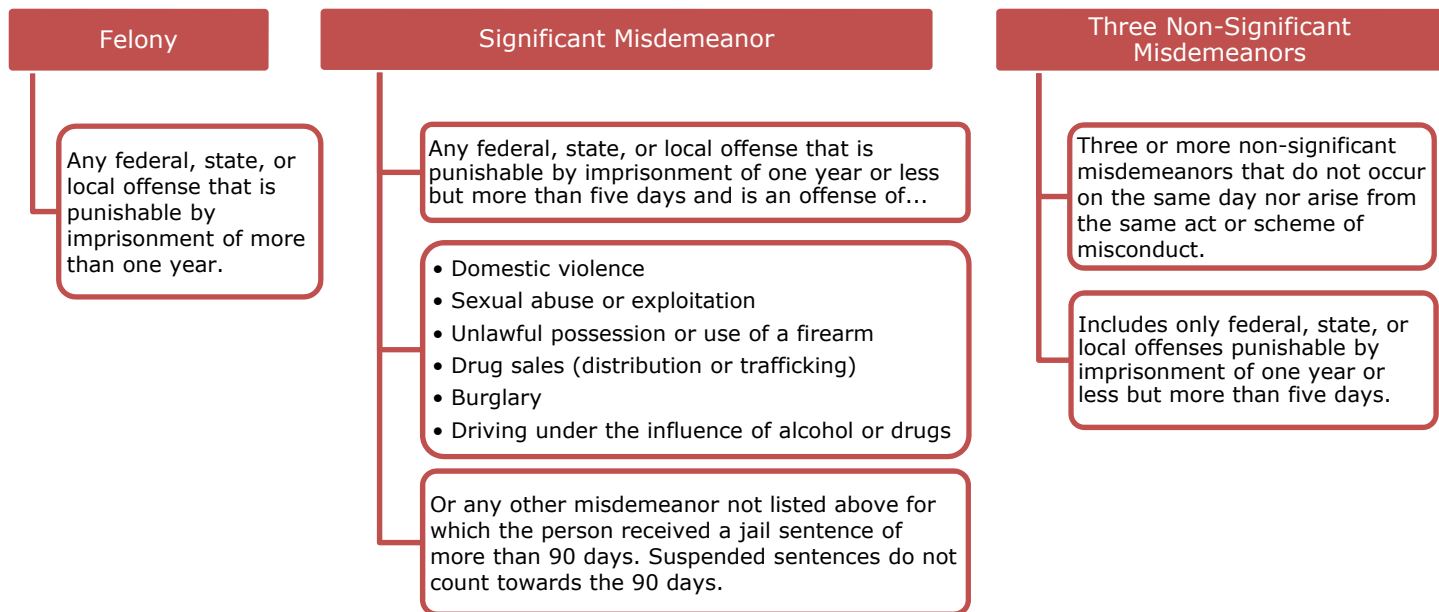 Felony
Any federal, state, or
local offense that is
punishable by
imprisonment of more
than one year.
Significant Misdemeanor
Any federal, state, or local offense that is
punishable by imprisonment of one year or less
but more than five days and is an offense of...
• Domestic violence
• Sexual abuse or exploitation
• Unlawful possession or use of a firearm
• Drug sales (distribution or trafficking)
• Burglary
• Driving under the influence of alcohol or drugs
Or any other misdemeanor not listed above for
which the person received a jail sentence of
more than 90 days. Suspended sentences do not
count towards the 90 days.
Three Non-Significant
Misdemeanors
Three or more non-significant
misdemeanors that do not occur
on the same day nor arise from
the same act or scheme of
misconduct.
Includes only federal, state, or
local offenses punishable by
imprisonment of one year or
less but more than five days.